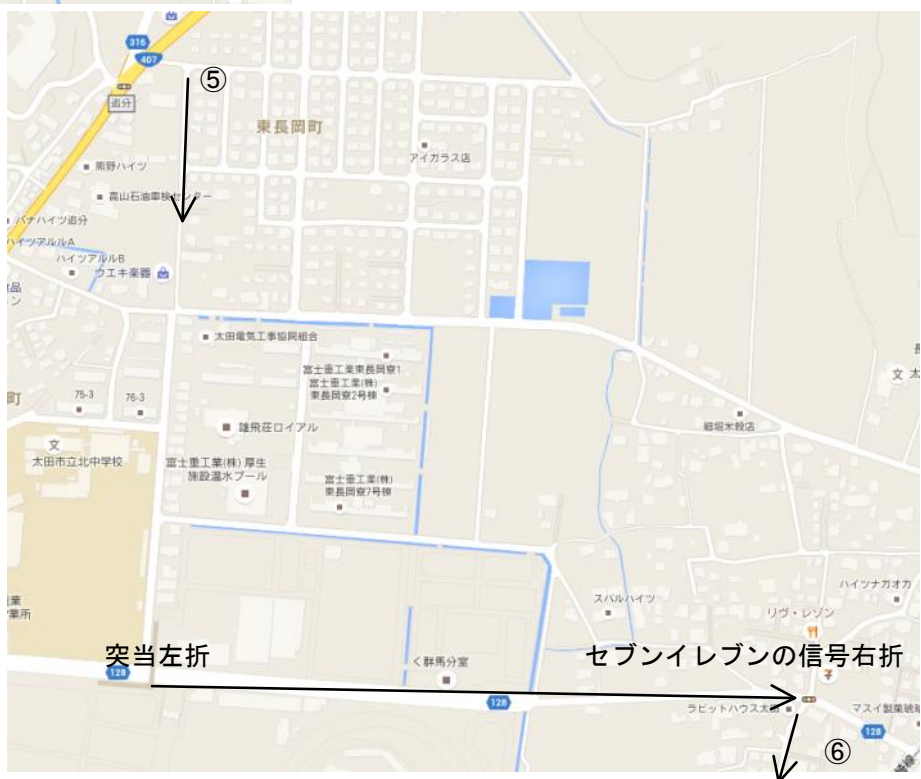 316
407
⑤
追分
東長岡町
アイガラス店
熊野ハイツ
高山石油車検センター
パナハイツ追分
ハイツアルルA
ハイツアルルB
ウエキ楽器
太田電気工事協同組合
富士重工業東長岡寮1
富士重工業(株)
東長岡寮2号棟
75-3
76-3
町
雄飛荘ロイアル
細堀米穀店
文
文
太
太田市立北中学校
富士重工業(株) 厚生
施設温水プール
富士重工業(株)
東長岡寮7号棟
スバルハイツ
ハイツナガオカ
業
業所
リヴ・レゾン
突当左折
く群馬分室
セブンイレブンの信号右折
128
128
ラビットハウス太田
マスイ製菓
128
⑥